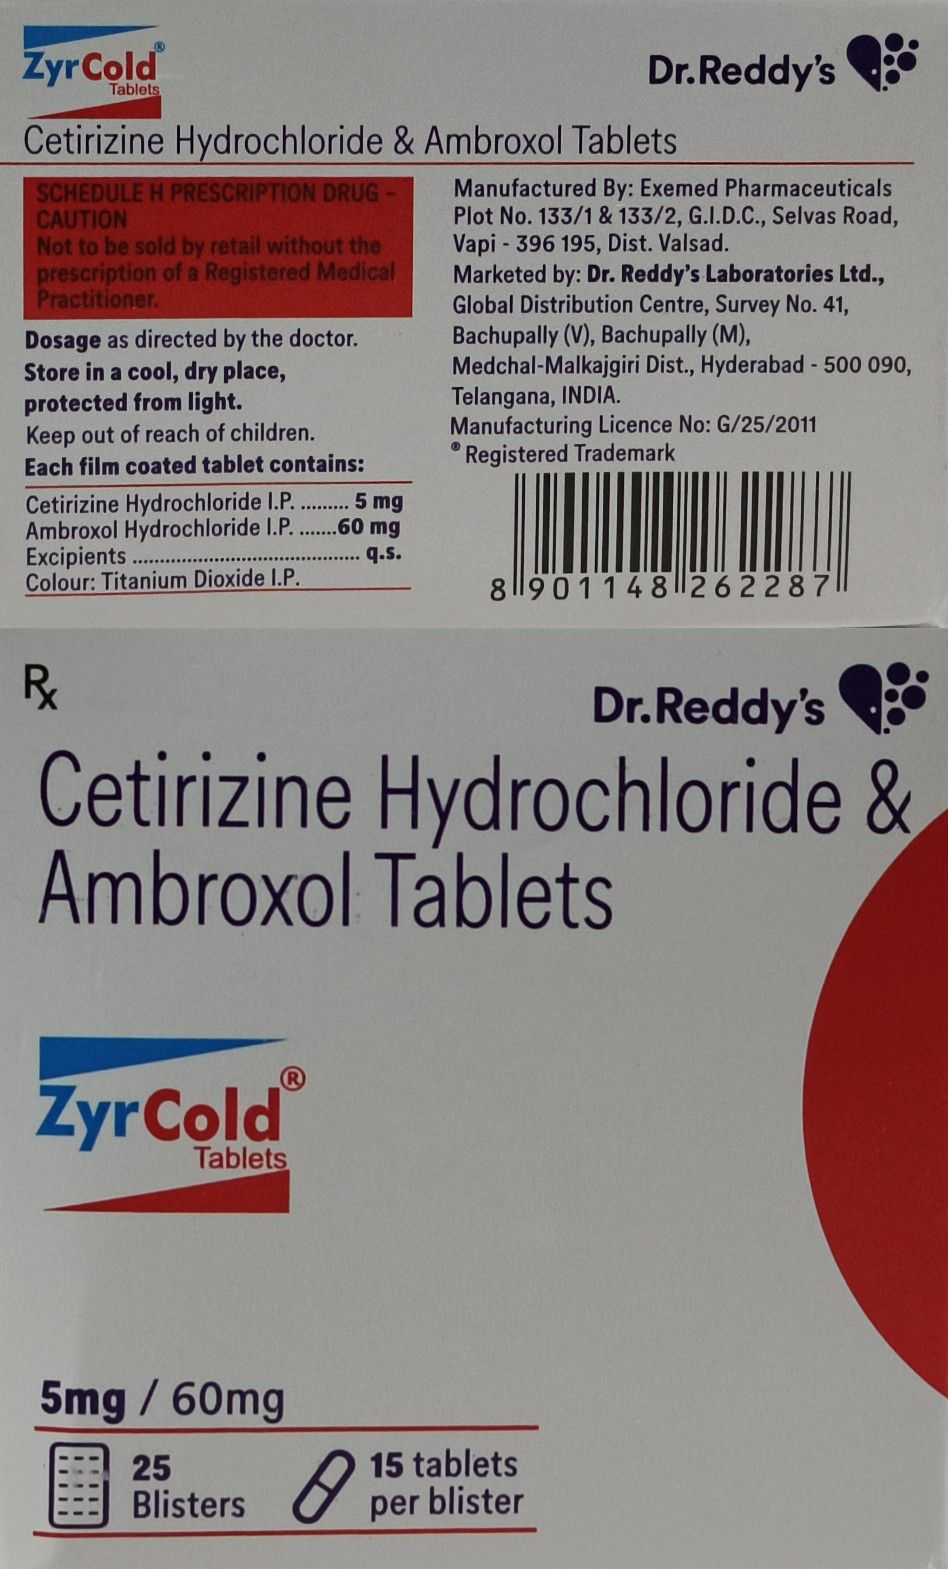 ZyrCold®
Tablets
Dr.Reddy's
Cetirizine Hydrochloride & Ambroxol Tablets
SCHEDULE H PRESCRIPTION DRUG -
CAUTION
Not to be sold by retail without the
prescription of a Registered Medical
Practitioner.
Dosage as directed by the doctor.
Store in a cool, dry place,
protected from light.
Keep out of reach of children.
Each film coated tablet contains:
Cetirizine Hydrochloride I.P. ......... 5 mg
Ambroxol Hydrochloride I.P. .......60 mg
Excipients ...................................... q.s.
Colour: Titanium Dioxide I.P.
Manufactured By: Exemed Pharmaceuticals
Plot No. 133/1 & 133/2, G.I.D.C., Selvas Road,
Vapi - 396 195, Dist. Valsad.
Marketed by: Dr. Reddy's Laboratories Ltd.,
Global Distribution Centre, Survey No. 41,
Bachupally (V), Bachupally (M),
Medchal-Malkajgiri Dist., Hyderabad - 500 090,
Telangana, INDIA.
Manufacturing Licence No: G/25/2011
® Registered Trademark
8 901148 262287
Rx
Dr.Reddy's
Cetirizine Hydrochloride &
Ambroxol Tablets
ZyrCold®
Tablets
5mg / 60mg
25
Blisters
15 tablets
per blister